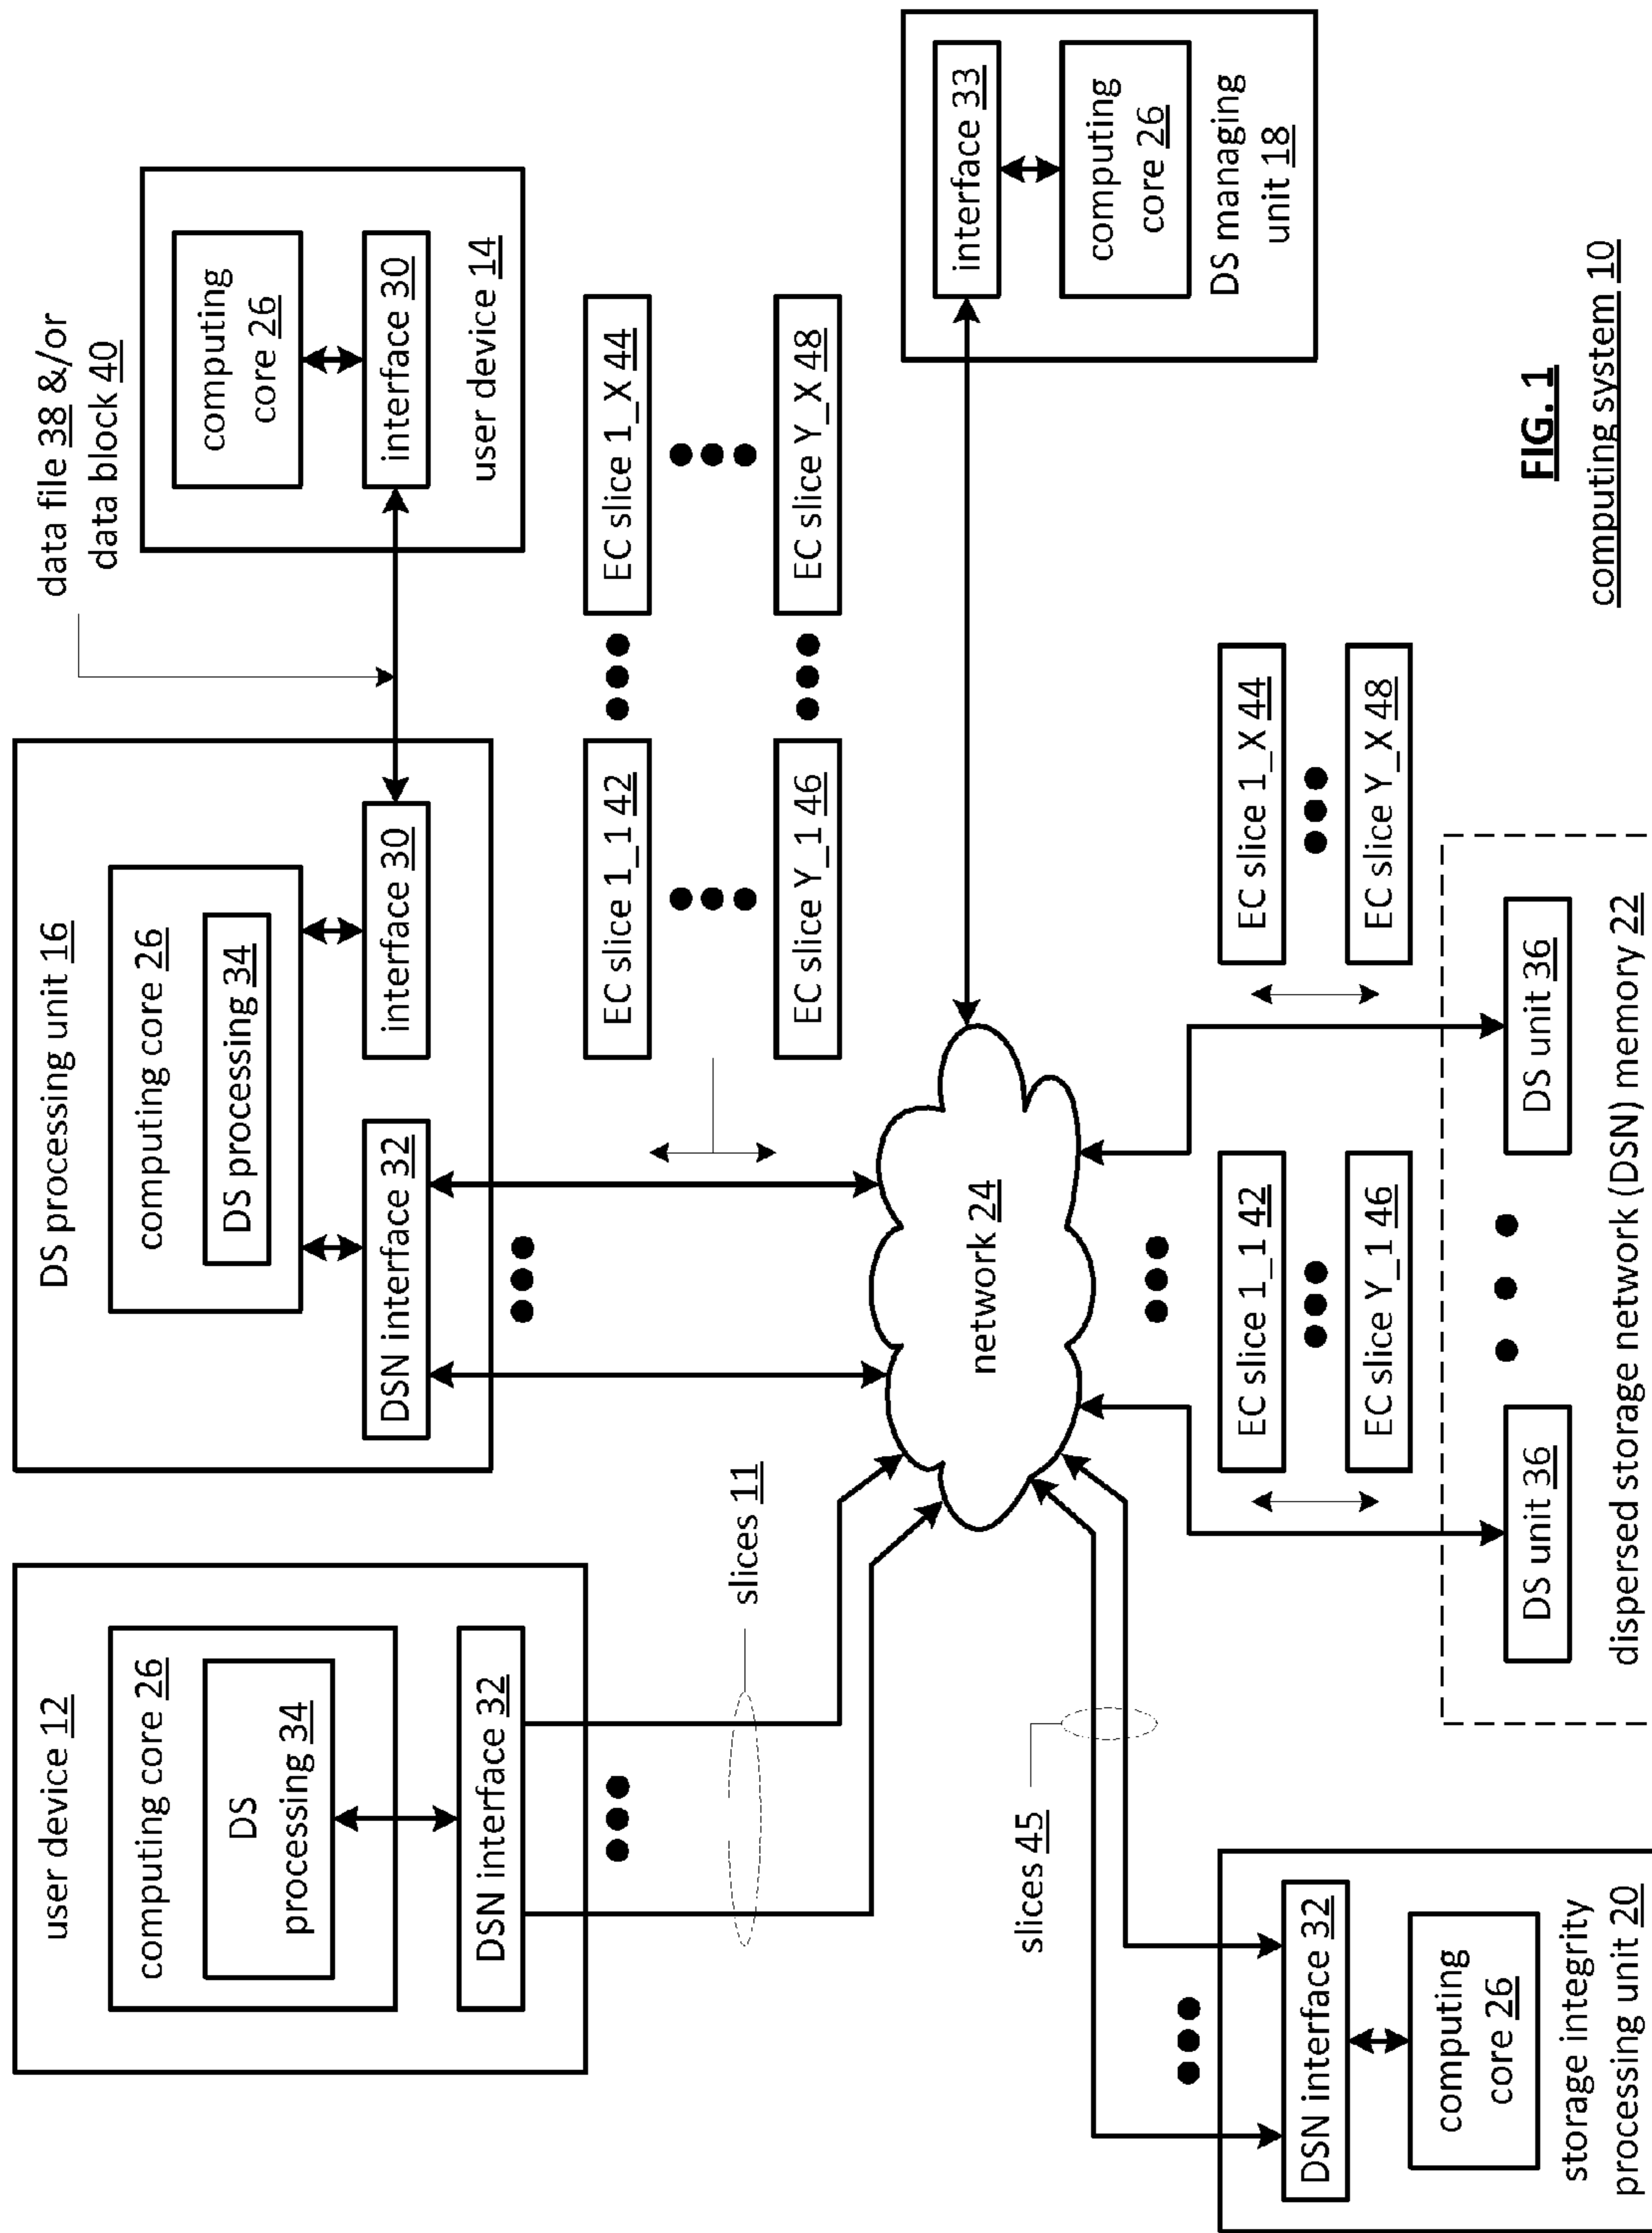 user device 12
computing core 26
DS
processing 34
DSN interface 32
slices 11
DS processing unit 16
computing core 26
DS processing 34
DSN interface 32
interface 30
data file 38 &/or
data block 40
computing
core 26
interface 30
user device 14
EC slice 1_1 42
EC slice 1_X 44
EC slice Y_1 46
EC slice Y_X 48
network 24
interface 33
computing
core 26
DS managing
unit 18
slices 45
DSN interface 32
computing
core 26
storage integrity
processing unit 20
EC slice 1_1 42
EC slice 1_X 44
EC slice Y_1 46
EC slice Y_X 48
DS unit 36
DS unit 36
dispersed storage network (DSN) memory 22
FIG. 1
computing system 10